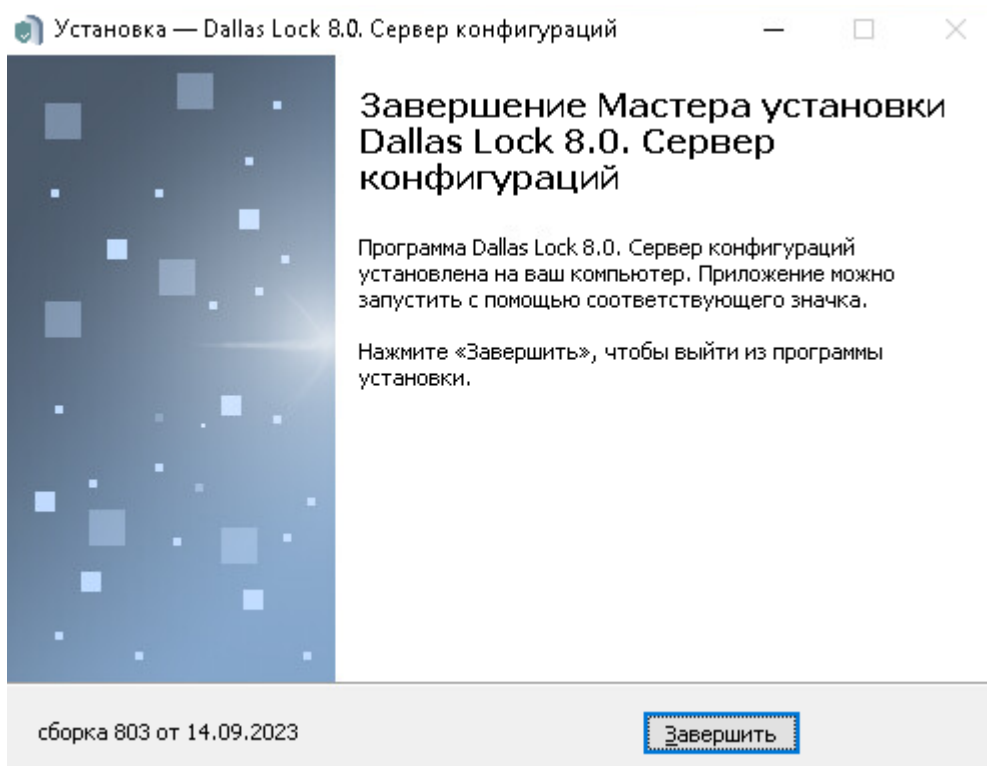 Установка — Dallas Lock 8.0. Сервер конфигураций
Завершение Мастера установки
Dallas Lock 8.0. Сервер
конфигураций
Программа Dallas Lock 8.0. Сервер конфигураций
установлена на ваш компьютер. Приложение можно
запустить с помощью соответствующего значка.
Нажмите «Завершить», чтобы выйти из программы
установки.
сборка 803 от 14.09.2023
Завершить